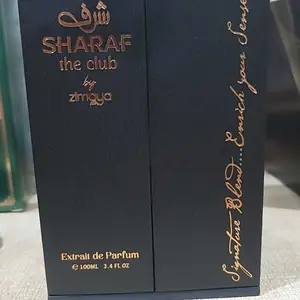 شرف
SHARAF
the club
by
zimaya
Extrait de Parfum
℮ 100ML 3.4 FL.OZ
Signature Blend...Enrich your Senses